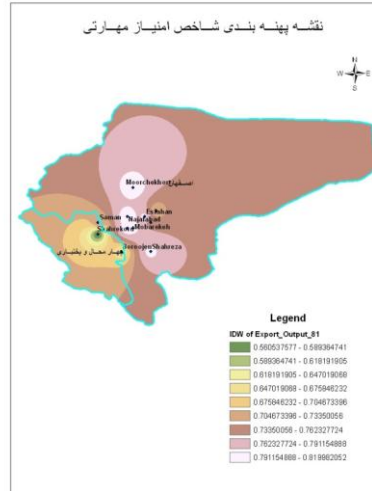 نقشه پهنه بندی شاخص امتیاز مهارتی
N
W E
S
Moorchekhort
اصفهان
Esfahan
Najafabad
Saman
Mobarakeh
Shahrekord
Boroojen
Shahreza
چهار محال و بختیاری
Legend
IDW of Export_Output_81
0.560537577 - 0.589364741
0.589364741 - 0.618191905
0.618191905 - 0.647019068
0.647019068 - 0.675846232
0.675846232 - 0.704673396
0.704673396 - 0.73350056
0.73350056 - 0.762327724
0.762327724 - 0.791154888
0.791154888 - 0.819982052